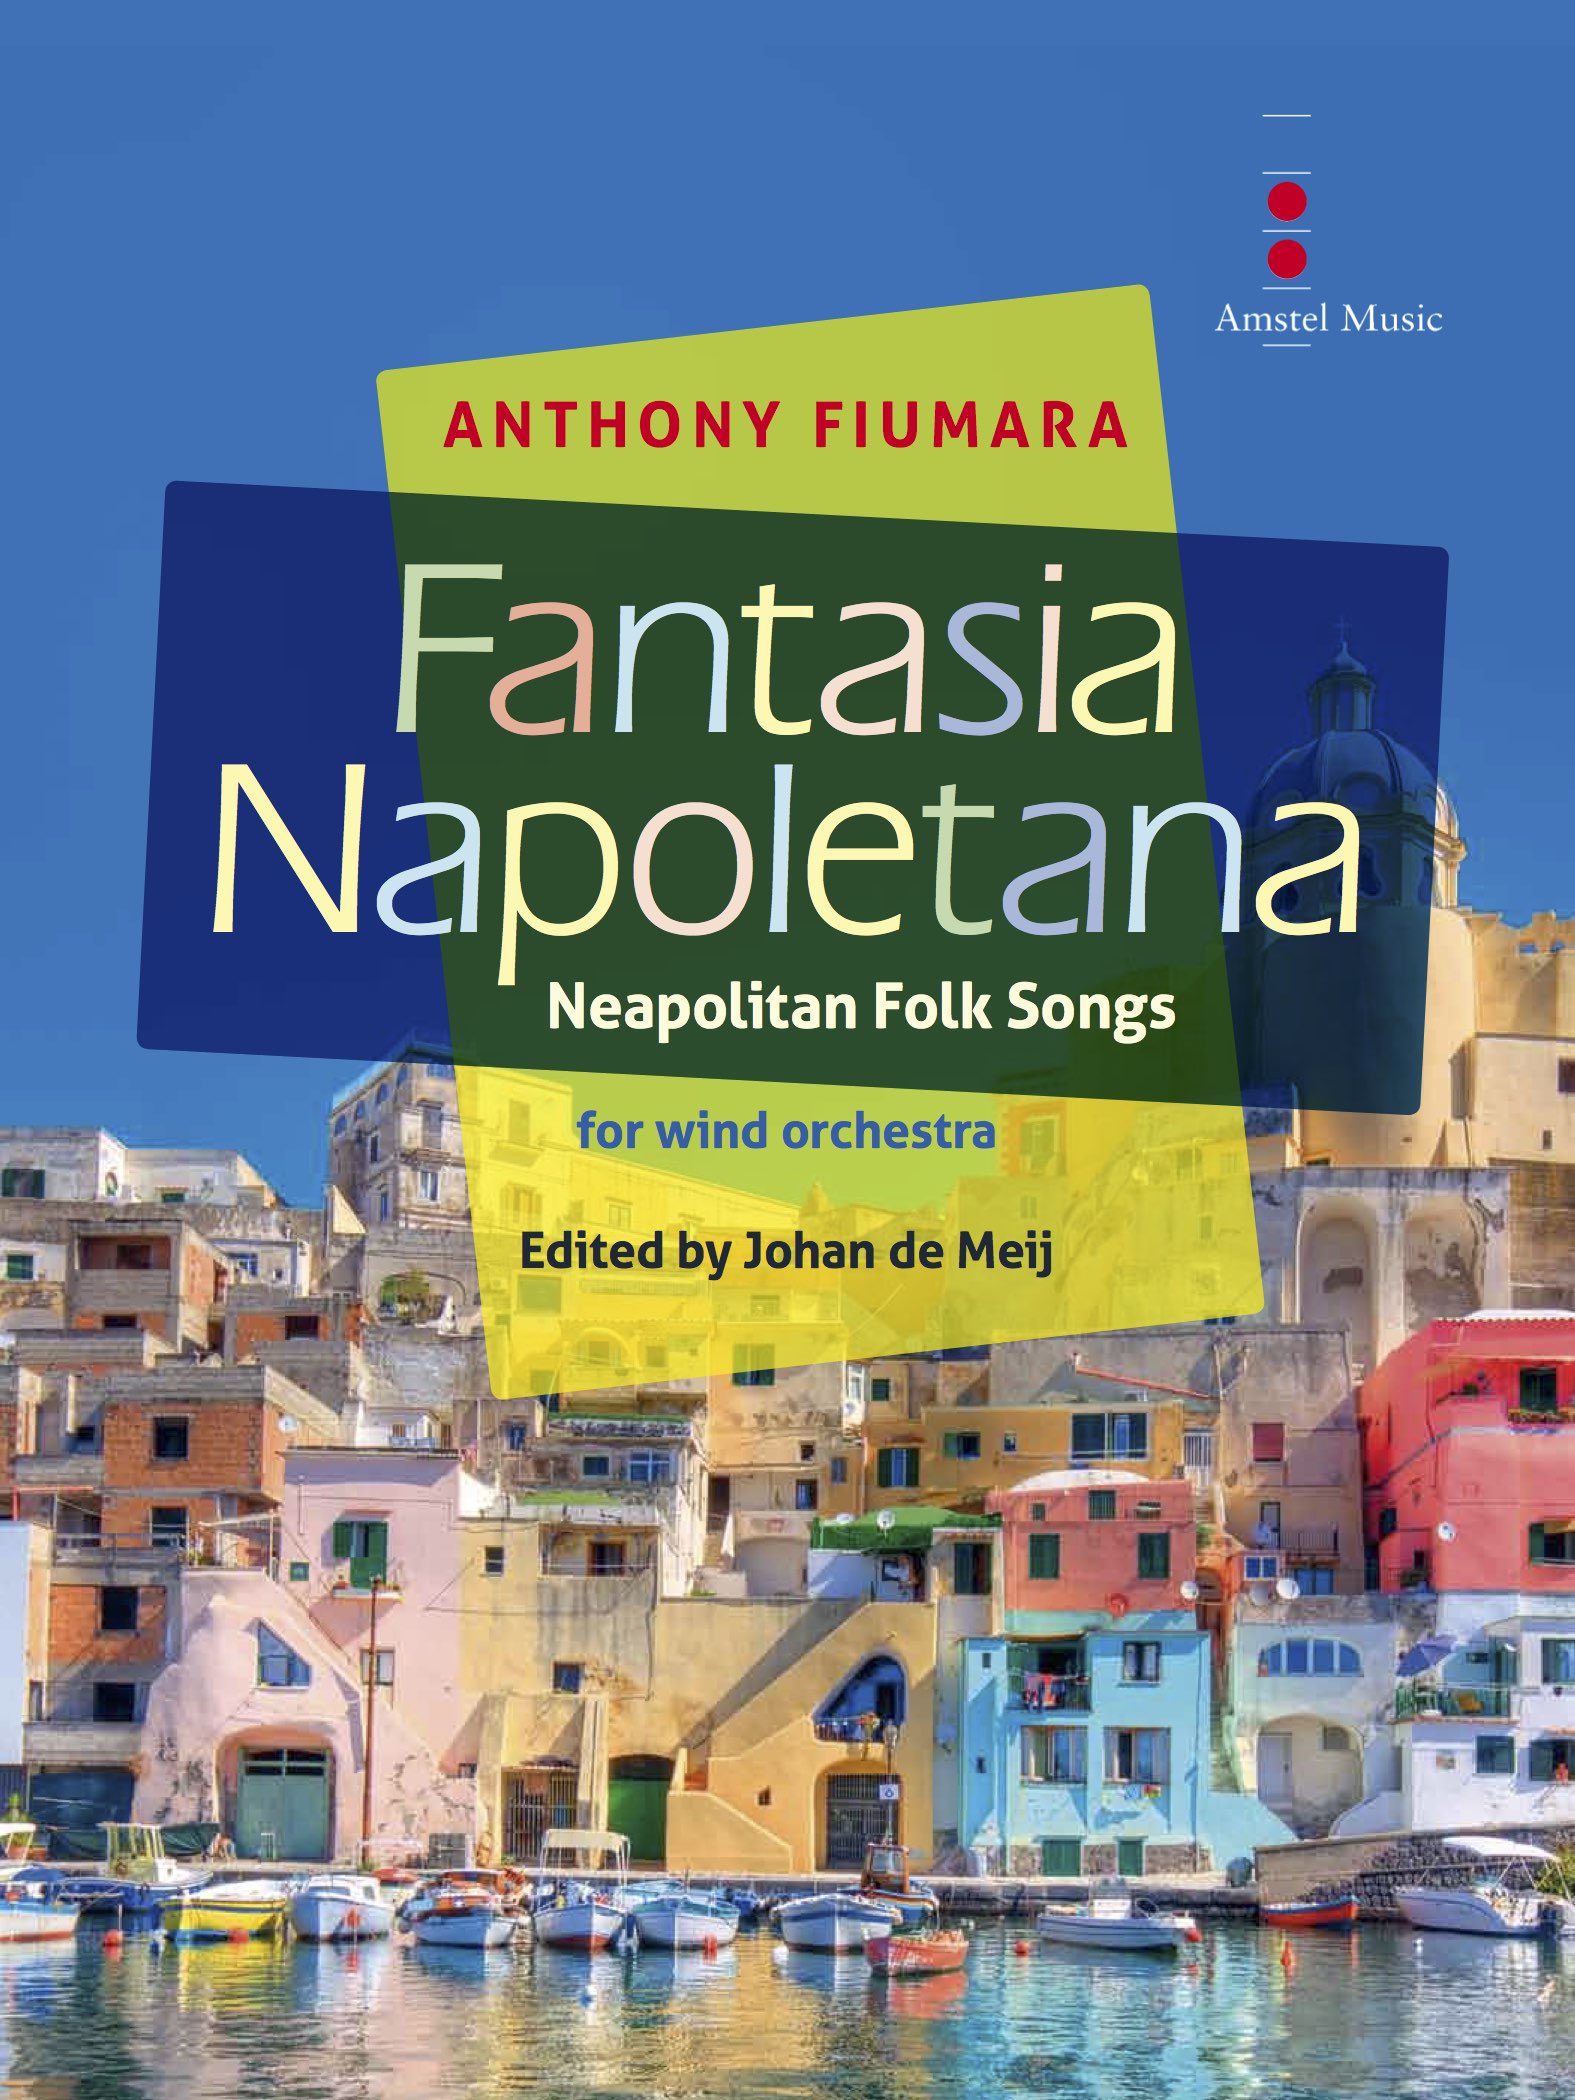 Amstel Music
ANTHONY FIUMARA
Fantasia
Napoletana
Neapolitan Folk Songs
for wind orchestra
Edited by Johan de Meij